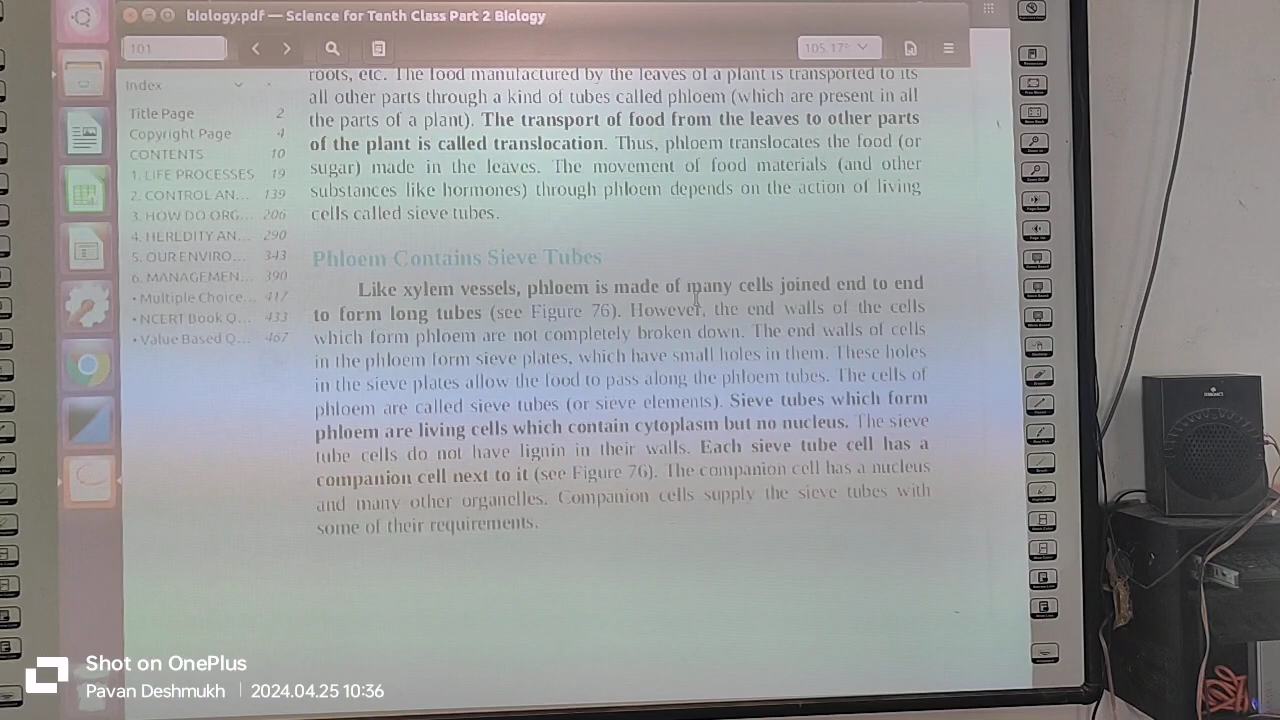 biology.pdf — Science for Tenth Class Part 2 Biology
101
105.17%
Index
Title Page 2
Copyright Page 4
CONTENTS 10
1. LIFE PROCESSES 19
2. CONTROL AN... 139
3. HOW DO ORG... 206
4. HEREDITY AN... 290
5. OUR ENVIRO... 343
6. MANAGEMEN... 390
• Multiple Choice... 417
• NCERT Book Q... 433
• Value Based Q... 467
roots, etc. The food manufactured by the leaves of a plant is transported to its
all other parts through a kind of tubes called phloem (which are present in all
the parts of a plant). The transport of food from the leaves to other parts
of the plant is called translocation. Thus, phloem translocates the food (or
sugar) made in the leaves. The movement of food materials (and other
substances like hormones) through phloem depends on the action of living
cells called sieve tubes.
Phloem Contains Sieve Tubes
Like xylem vessels, phloem is made of many cells joined end to end
to form long tubes (see Figure 76). However, the end walls of the cells
which form phloem are not completely broken down. The end walls of cells
in the phloem form sieve plates, which have small holes in them. These holes
in the sieve plates allow the food to pass along the phloem tubes. The cells of
phloem are called sieve tubes (or sieve elements). Sieve tubes which form
phloem are living cells which contain cytoplasm but no nucleus. The sieve
tube cells do not have lignin in their walls. Each sieve tube cell has a
companion cell next to it (see Figure 76). The companion cell has a nucleus
and many other organelles. Companion cells supply the sieve tubes with
some of their requirements.
Shot on OnePlus
Pavan Deshmukh | 2024.04.25 10:36